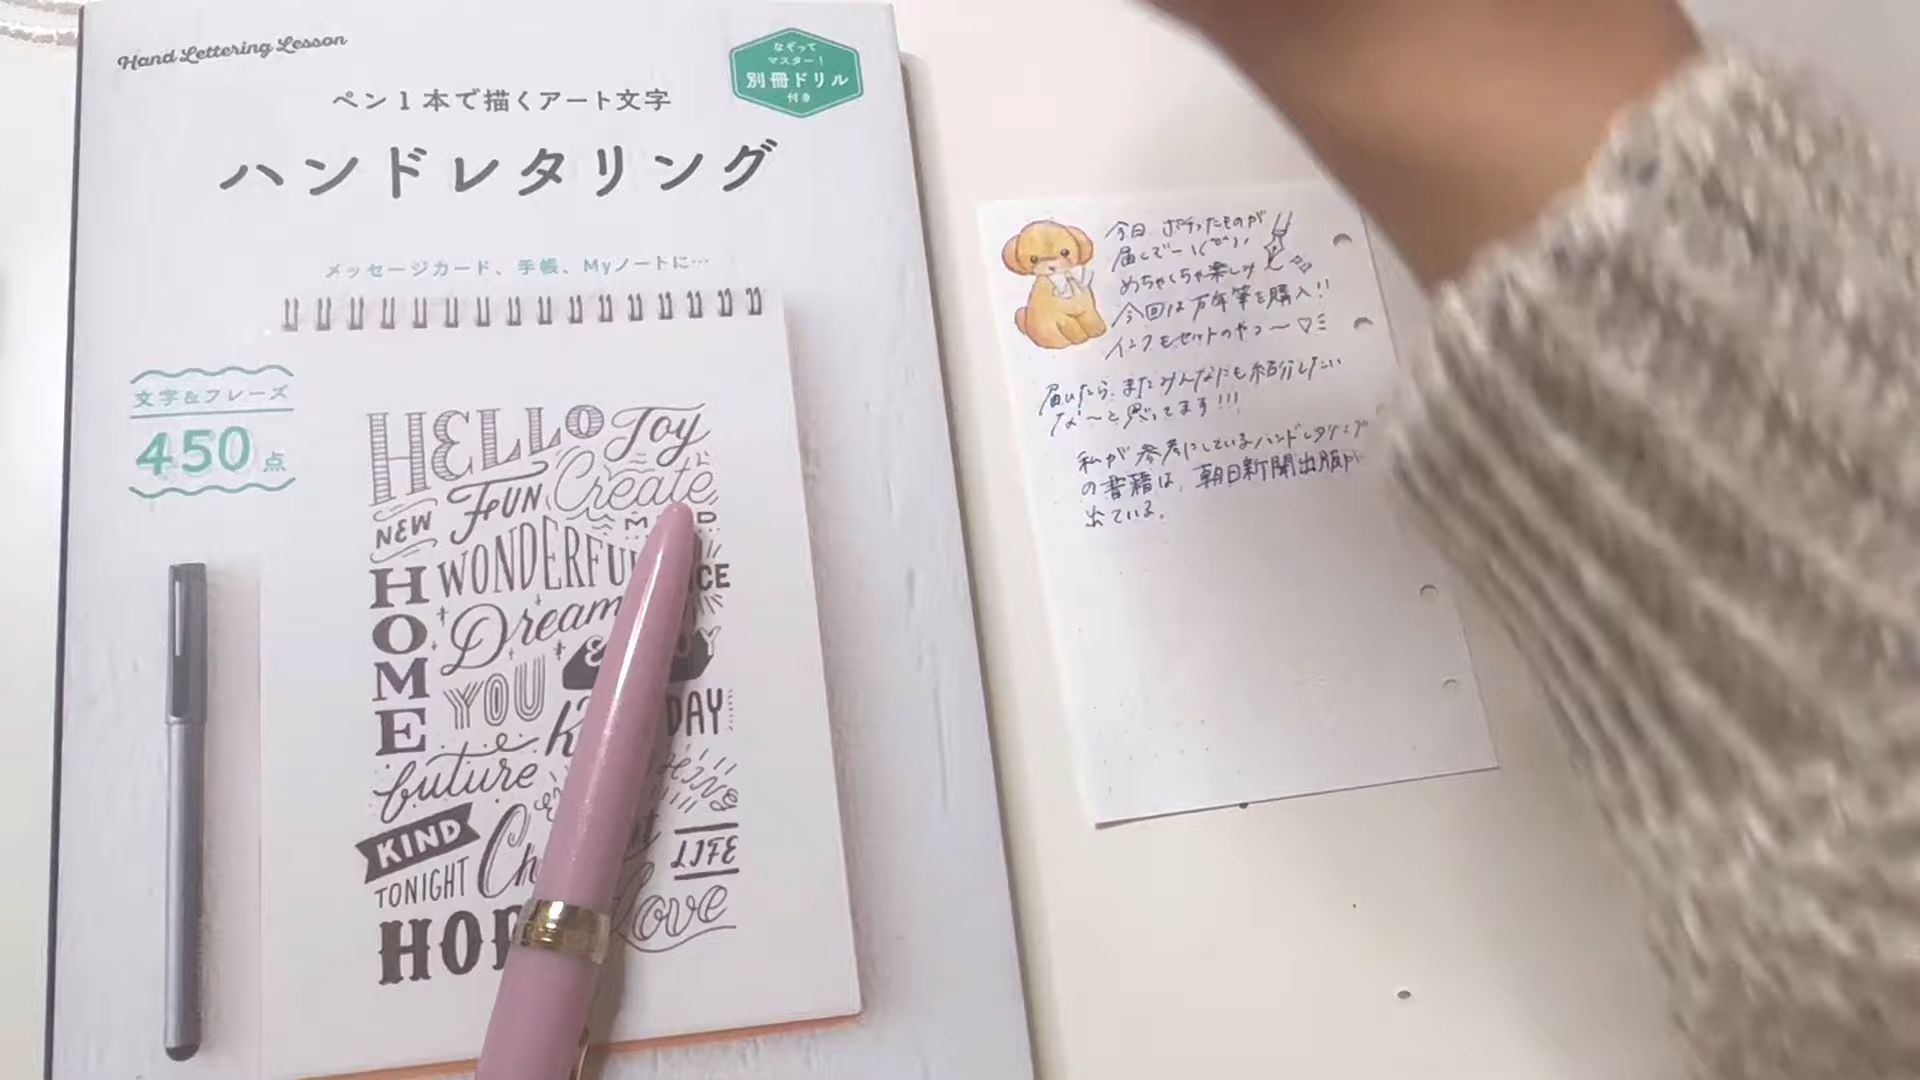 Hand Lettering Lesson
なぞって
マスター!
別冊ドリル
付き
ペン1本で描くアート文字
ハンドレタリング
メッセージカード、手帳、Myノートに…
文字&フレーズ
450点
HELLO Joy
NEW FUN Create
WONDERFU
HOME
Dream
YOU
DAY
future
KIND
TONIGHT
LIFE
Love
今日、ポチったものが
届くでー!
めちゃくちゃ楽しみ
今回は万年筆を購入!!
インクもセットのやつ〜♡
届いたら、またみんなにも紹介したい
な〜と思ってます!!!
私が参考にしているハンドレタリング
の書籍は、朝日新聞出版が
出ている。